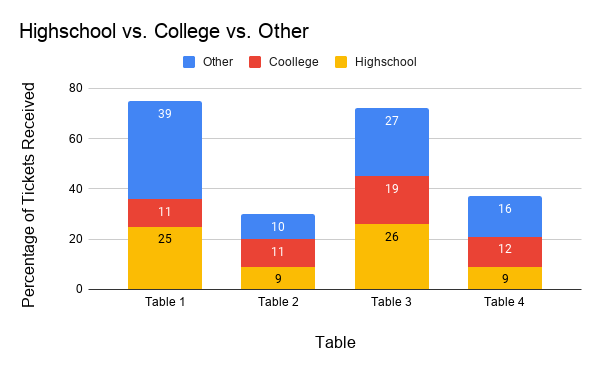 Highschool vs. College vs. Other
Other Coollege Highschool
Percentage of Tickets Received
80
60
40
20
0
39 11 25
10 11 9
27 19 26
16 12 9
Table 1 Table 2 Table 3 Table 4
Table